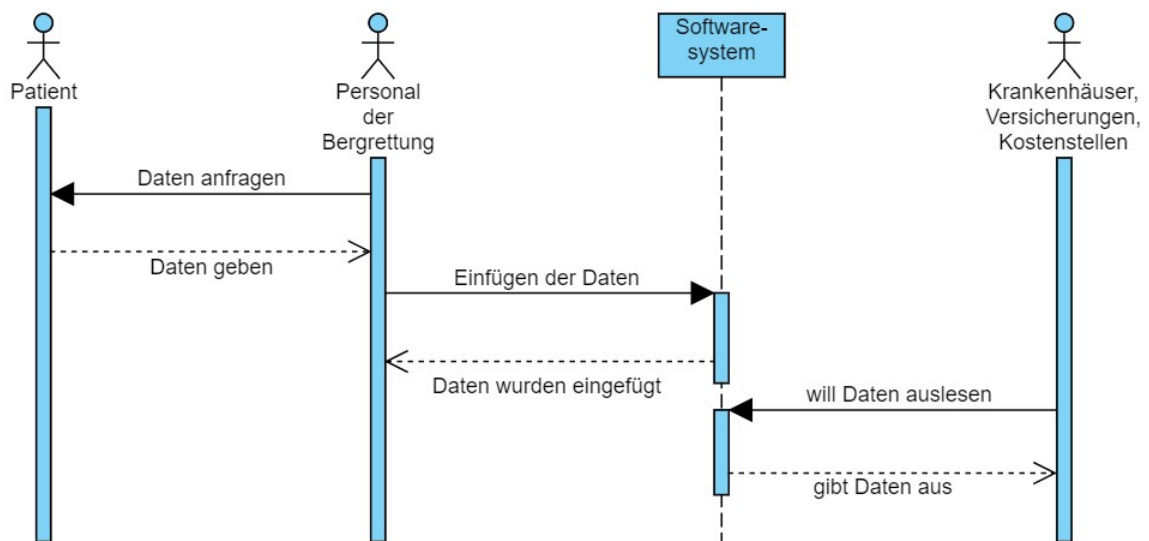 Patient
Personal
der
Bergrettung
Software-
system
Krankenhäuser,
Versicherungen,
Kostenstellen
Daten anfragen
Daten geben
Einfügen der Daten
Daten wurden eingefügt
will Daten auslesen
gibt Daten aus